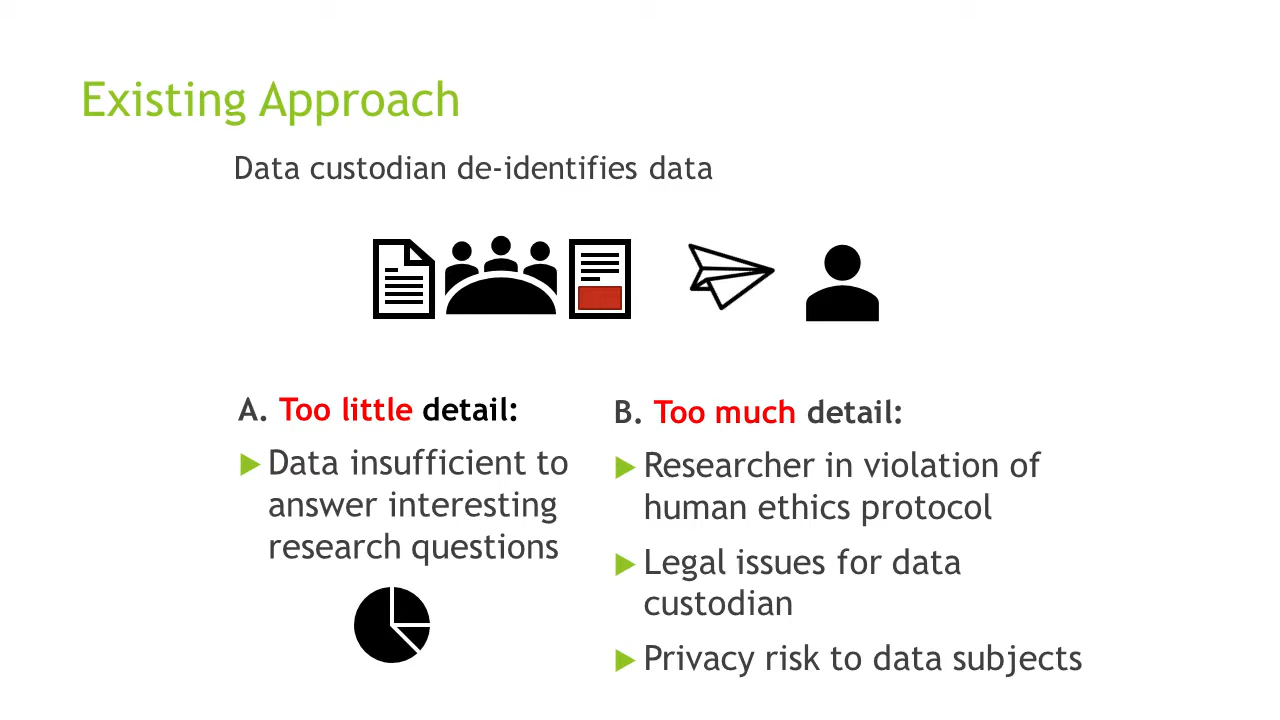 Existing Approach
Data custodian de-identifies data
A. Too little detail:
Data insufficient to
answer interesting
research questions
B. Too much detail:
Researcher in violation of
human ethics protocol
Legal issues for data
custodian
Privacy risk to data subjects